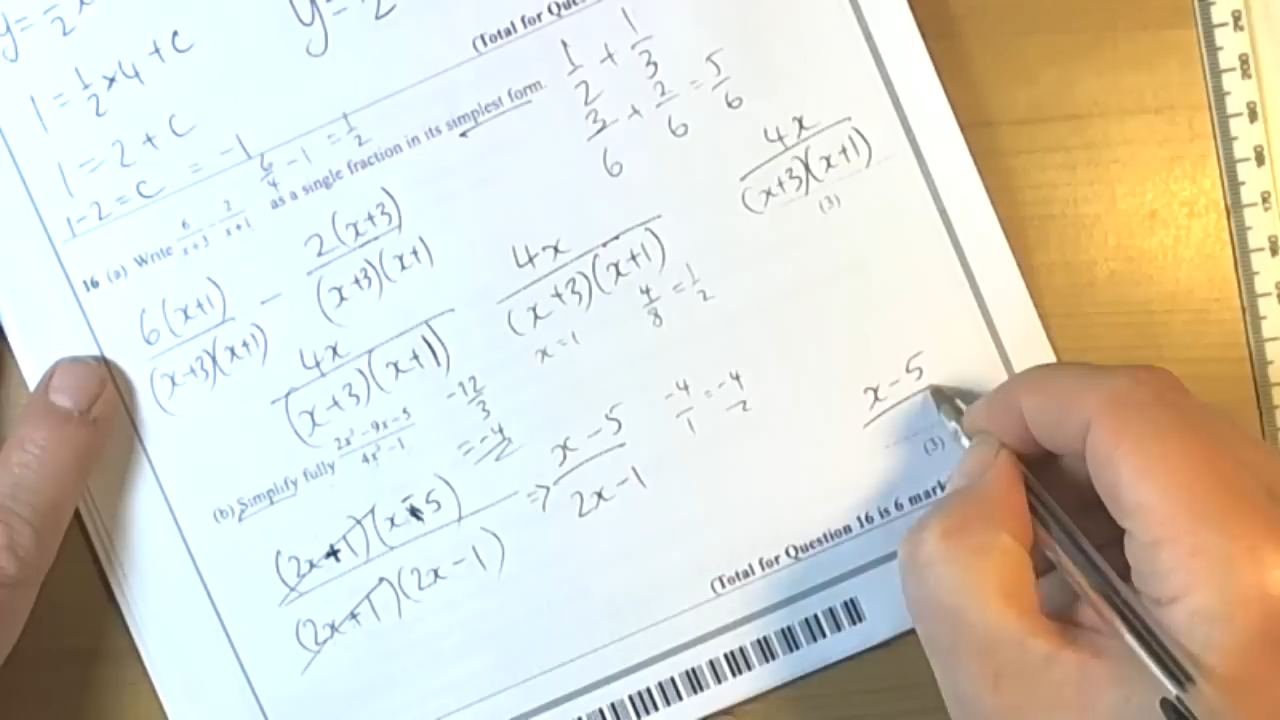 1 = 1/2 × 4 + C
1 = 2 + C
1 - 2 = C = -1
(Total for Que
6/4 - 1 = 1/2
1/2 + 1/3
3/6 + 2/6 = 5/6
16 (a) Write 6/(x+3) - 2/(x+1) as a single fraction in its simplest form.
6(x+1)/(x+3)(x+1) - 2(x+3)/(x+3)(x+1)
4x/(x+3)(x+1)
4x/(x+3)(x+1)
x=1 4/8 = 1/2
4x/(x+3)(x+1)
(3)
(b) Simplify fully (2x² - 9x - 5)/(4x² - 1)
-12/3 = -4
(2x+1)(x-5)/(2x+1)(2x-1) => x-5/2x-1
-4/1 = -4/2
x-5
(3)
(Total for Question 16 is 6 mark